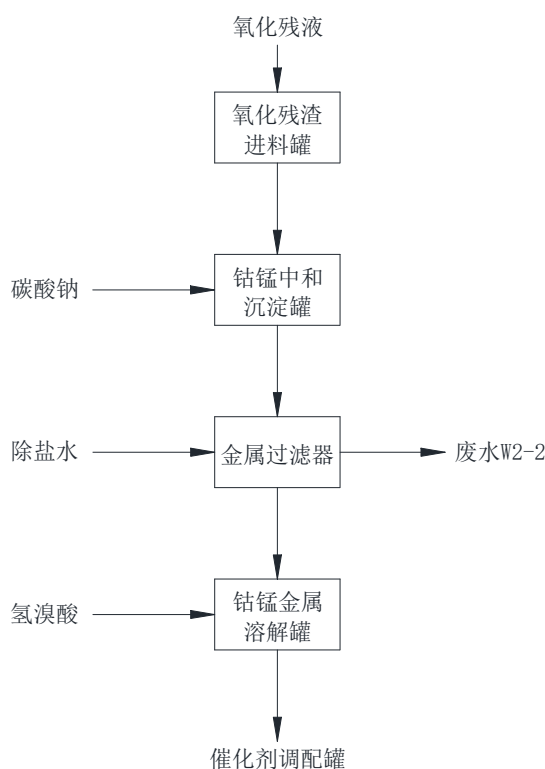 氧化残液
氧化残渣
进料罐
碳酸钠
钴锰中和
沉淀罐
除盐水
金属过滤器
废水W2-2
氢溴酸
钴锰金属
溶解罐
催化剂调配罐